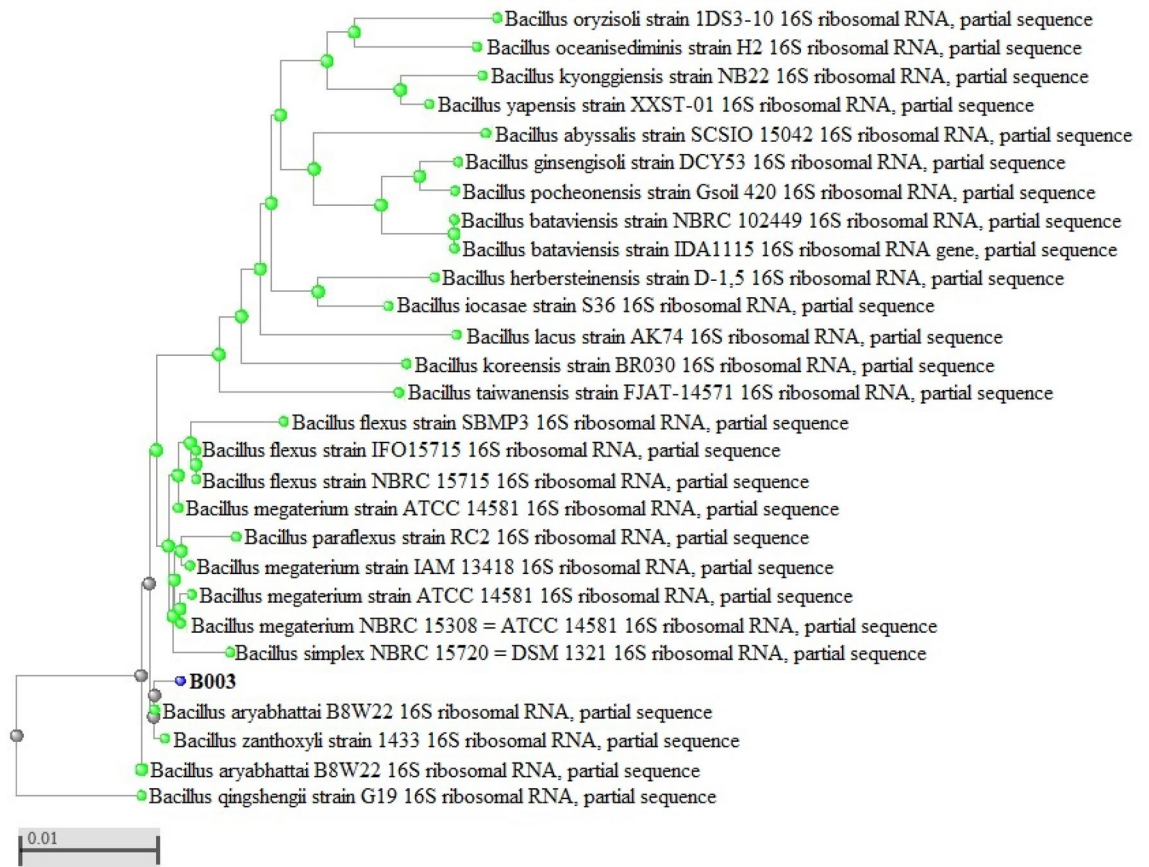 Bacillus oryzisoli strain 1DS3-10 16S ribosomal RNA, partial sequence
Bacillus oceanisediminis strain H2 16S ribosomal RNA, partial sequence
Bacillus kyonggiensis strain NB22 16S ribosomal RNA, partial sequence
Bacillus yapensis strain XXST-01 16S ribosomal RNA, partial sequence
Bacillus abyssalis strain SCSIO 15042 16S ribosomal RNA, partial sequence
Bacillus ginsengisoli strain DCY53 16S ribosomal RNA, partial sequence
Bacillus pocheonensis strain Gsoil 420 16S ribosomal RNA, partial sequence
Bacillus bataviensis strain NBRC 102449 16S ribosomal RNA, partial sequence
Bacillus bataviensis strain IDA1115 16S ribosomal RNA gene, partial sequence
Bacillus herbersteinensis strain D-1,5 16S ribosomal RNA, partial sequence
Bacillus iocasae strain S36 16S ribosomal RNA, partial sequence
Bacillus lacus strain AK74 16S ribosomal RNA, partial sequence
Bacillus koreensis strain BR030 16S ribosomal RNA, partial sequence
Bacillus taiwanensis strain FJAT-14571 16S ribosomal RNA, partial sequence
Bacillus flexus strain SBMP3 16S ribosomal RNA, partial sequence
Bacillus flexus strain IFO15715 16S ribosomal RNA, partial sequence
Bacillus flexus strain NBRC 15715 16S ribosomal RNA, partial sequence
Bacillus megaterium strain ATCC 14581 16S ribosomal RNA, partial sequence
Bacillus paraflexus strain RC2 16S ribosomal RNA, partial sequence
Bacillus megaterium strain IAM 13418 16S ribosomal RNA, partial sequence
Bacillus megaterium strain ATCC 14581 16S ribosomal RNA, partial sequence
Bacillus megaterium NBRC 15308 = ATCC 14581 16S ribosomal RNA, partial sequence
Bacillus simplex NBRC 15720 = DSM 1321 16S ribosomal RNA, partial sequence
B003
Bacillus aryabhattai B8W22 16S ribosomal RNA, partial sequence
Bacillus zanthoxyli strain 1433 16S ribosomal RNA, partial sequence
Bacillus aryabhattai B8W22 16S ribosomal RNA, partial sequence
Bacillus qingshengii strain G19 16S ribosomal RNA, partial sequence
0.01